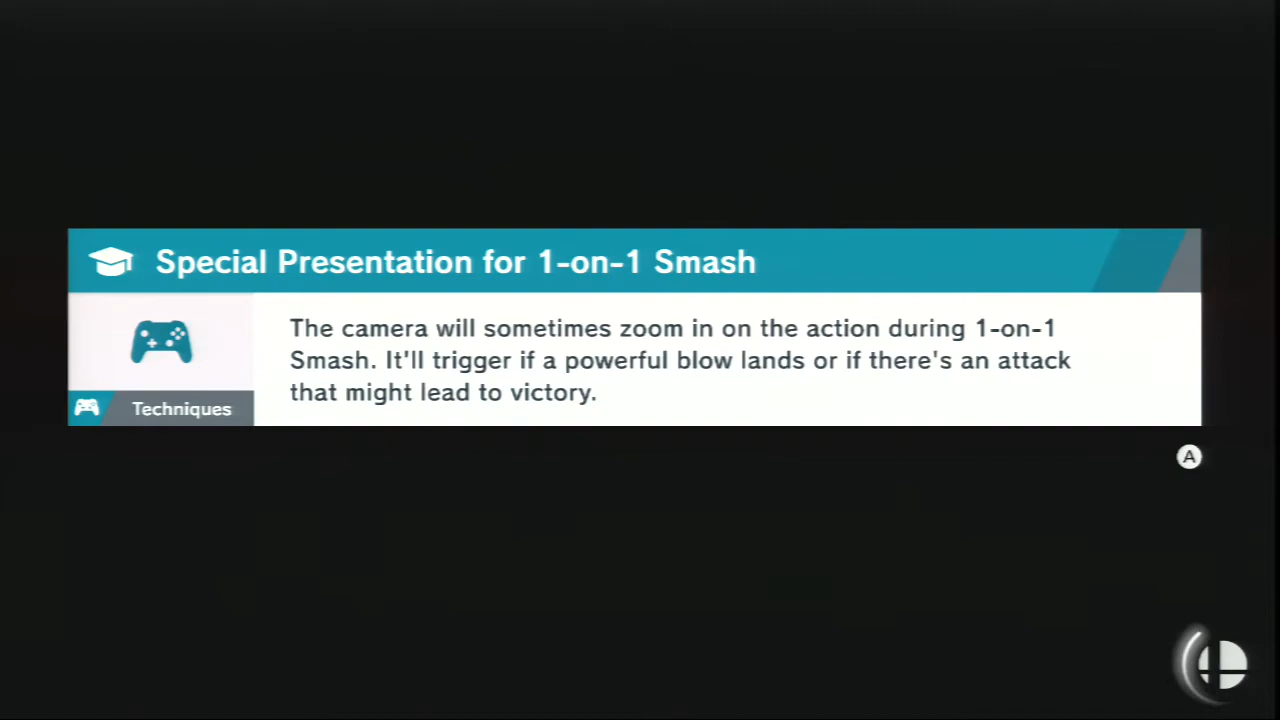 Special Presentation for 1-on-1 Smash
The camera will sometimes zoom in on the action during 1-on-1
Smash. It'll trigger if a powerful blow lands or if there's an attack
that might lead to victory.
Techniques
A